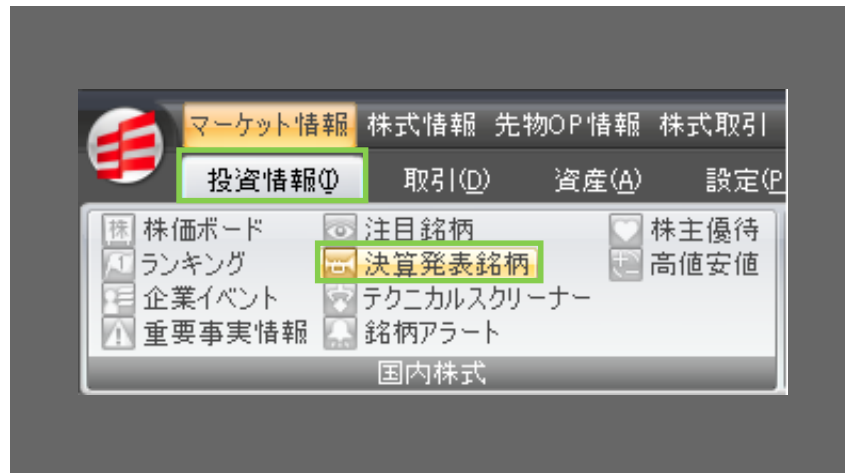 マーケット情報 株式情報 先物OP情報 株式取引
投資情報(I) 取引(D) 資産(A) 設定(P
株価ボード 注目銘柄 株主優待
ランキング 決算発表銘柄 高値安値
企業イベント テクニカルスクリーナー
重要事実情報 銘柄アラート
国内株式